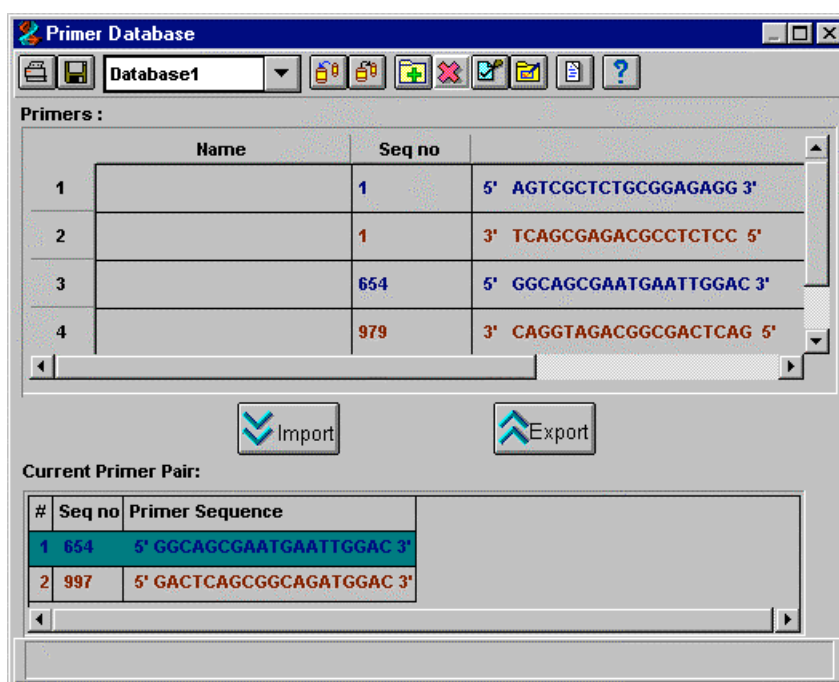 Primer Database
Database1
Primers :
Name Seq no
1 1 5' AGTCGCTCTGCGGAGAGG 3'
2 1 3' TCAGCGAGACGCCTCTCC 5'
3 654 5' GGCAGCGAATGAATTGGAC 3'
4 979 3' CAGGTAGACGGCGACTCAG 5'
Import Export
Current Primer Pair:
# Seq no Primer Sequence
1 654 5' GGCAGCGAATGAATTGGAC 3'
2 997 5' GACTCAGCGGCAGATGGAC 3'